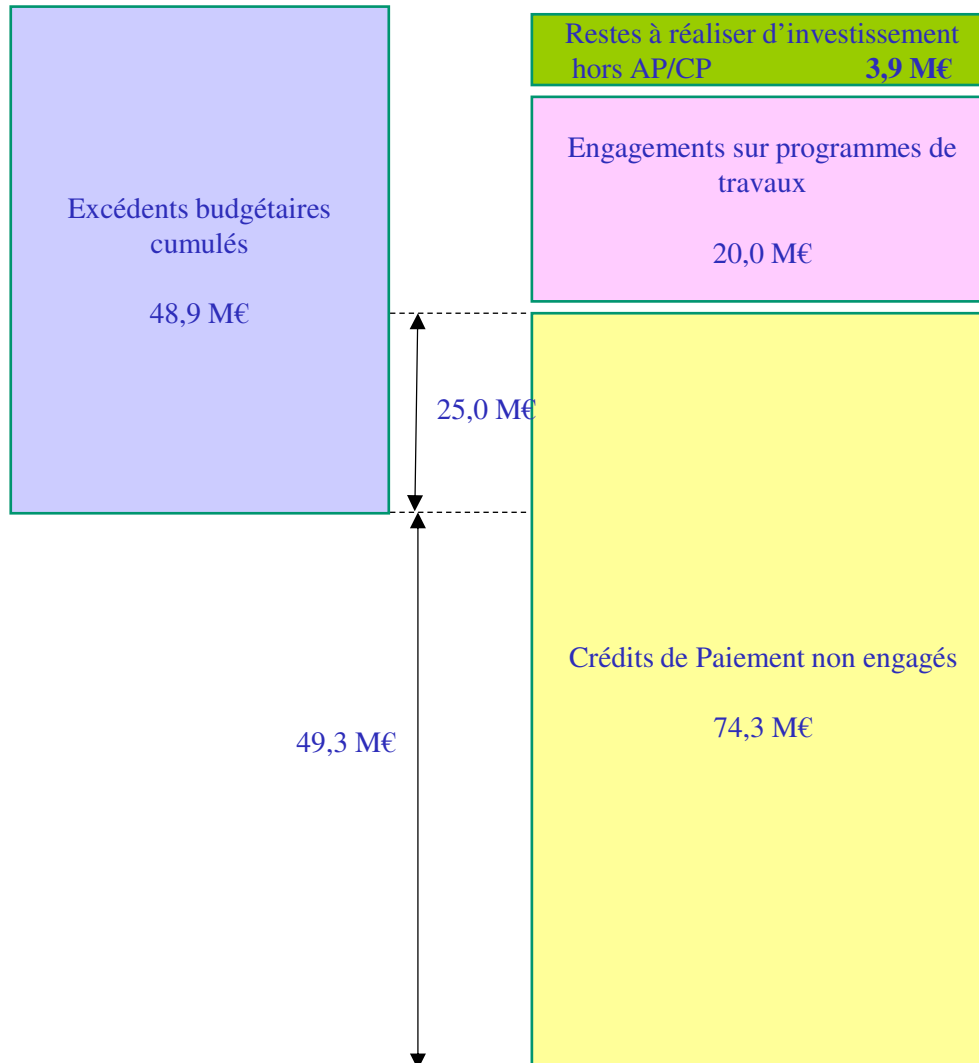 Restes à réaliser d’investissement
hors AP/CP 3,9 M€
Engagements sur programmes de
travaux
20,0 M€
Excédents budgétaires
cumulés
48,9 M€
25,0 M€
Crédits de Paiement non engagés
74,3 M€
49,3 M€